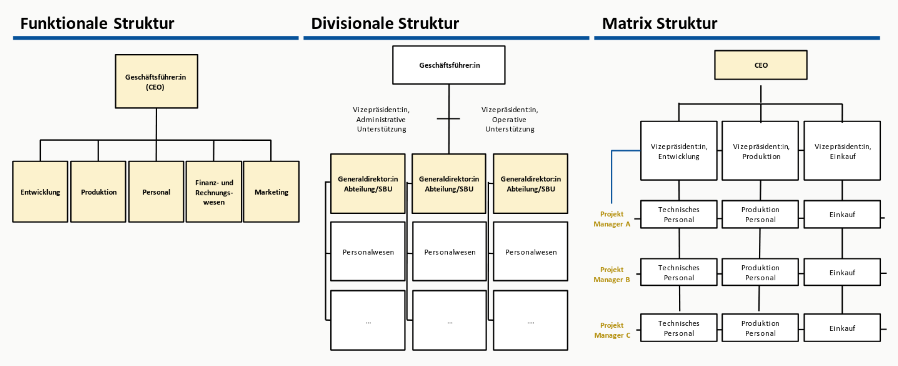 Funktionale Struktur
Geschäftsführer:in
(CEO)
Entwicklung
Produktion
Personal
Finanz- und
Rechnungs-
wesen
Marketing
Divisionale Struktur
Geschäftsführer:in
Vizepräsident:in,
Administrative
Unterstützung
Vizepräsident:in,
Operative
Unterstützung
Generaldirektor:in
Abteilung/SBU
Generaldirektor:in
Abteilung/SBU
Generaldirektor:in
Abteilung/SBU
Personalwesen
Personalwesen
Personalwesen
...
...
...
Matrix Struktur
CEO
Vizepräsident:in,
Entwicklung
Vizepräsident:in,
Produktion
Vizepräsident:in,
Einkauf
Projekt
Manager A
Technisches
Personal
Produktion
Personal
Einkauf
Projekt
Manager B
Technisches
Personal
Produktion
Personal
Einkauf
Projekt
Manager C
Technisches
Personal
Produktion
Personal
Einkauf